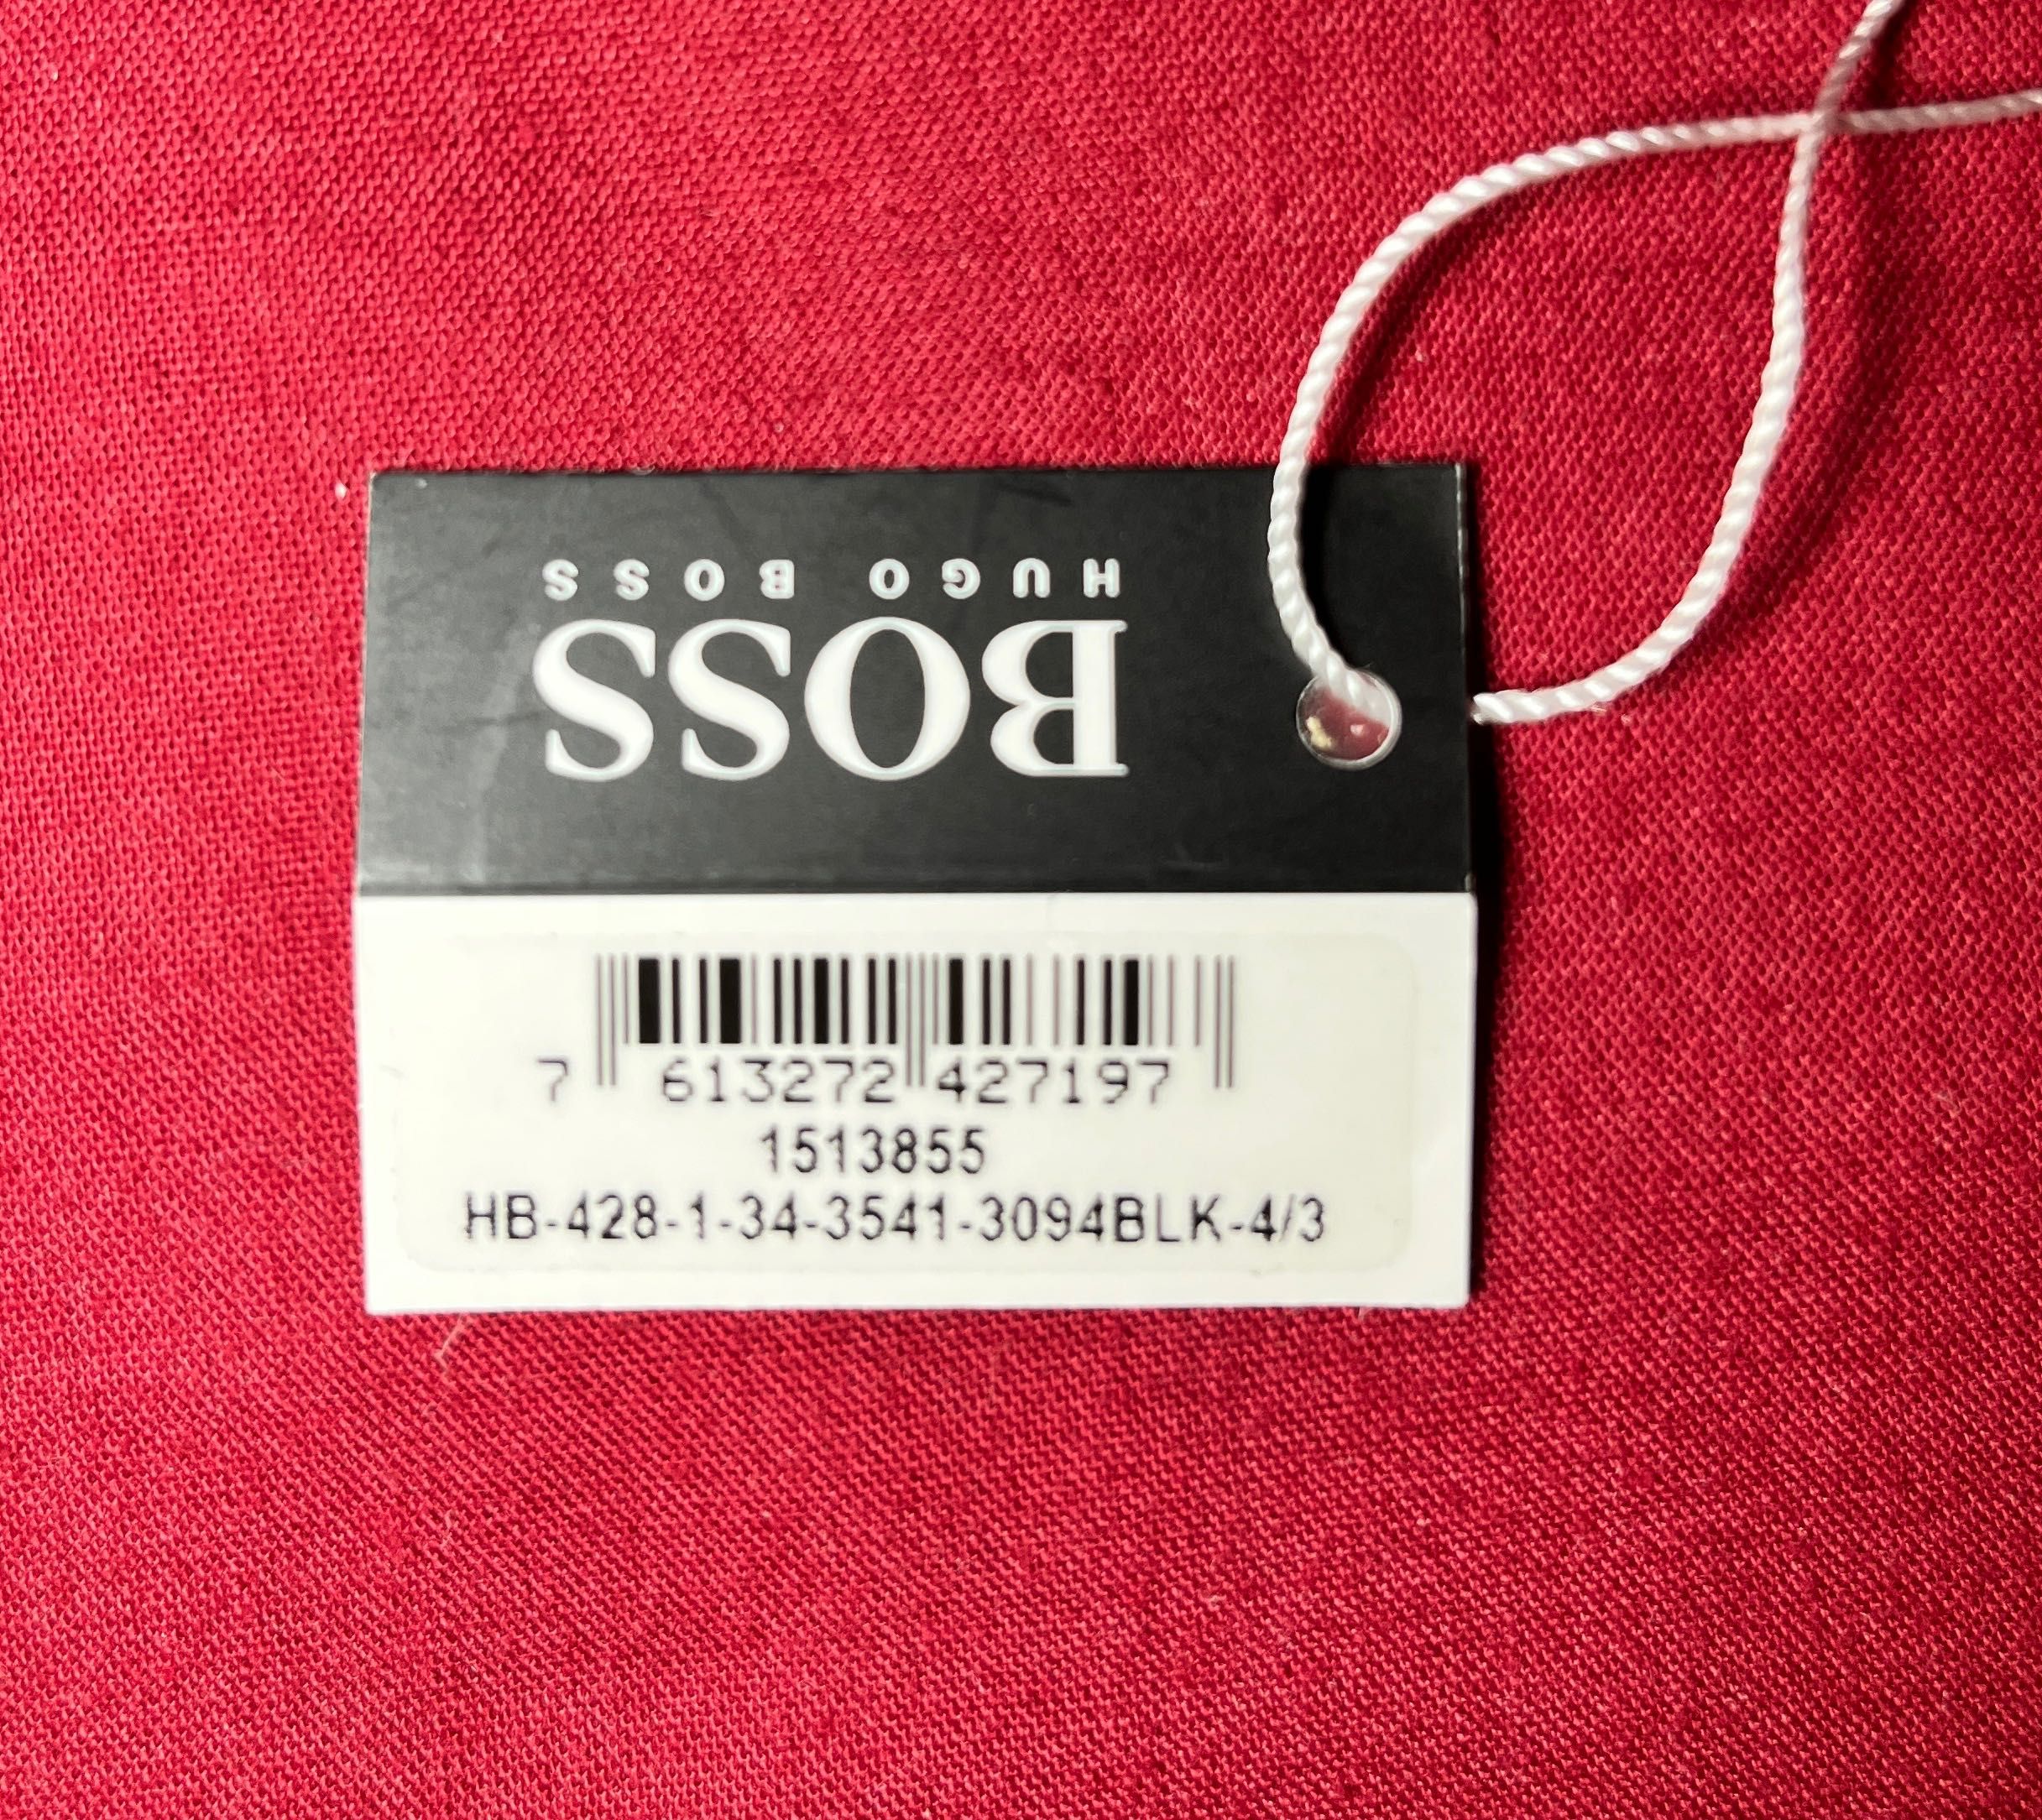 BOSS
HUGO BOSS
7 613272 427197
1513855
HB-428-1-34-3541-3094BLK-4/3